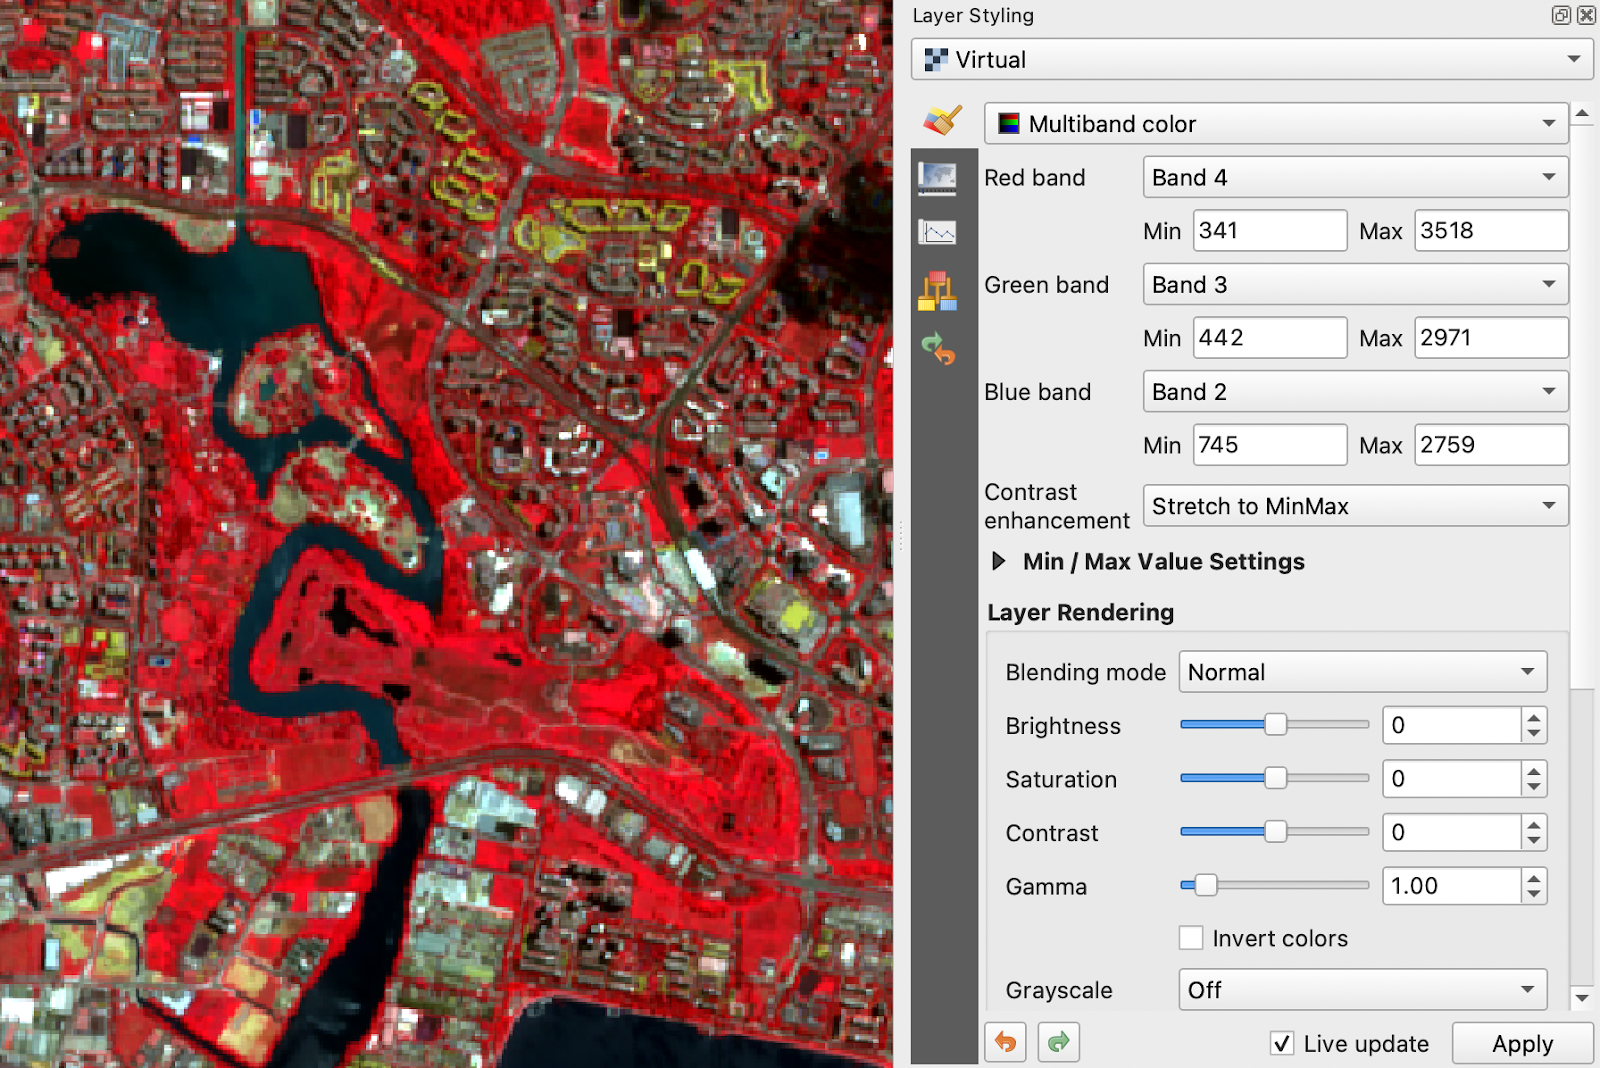 Layer Styling
Virtual
Multiband color
Red band Band 4
Min 341 Max 3518
Green band Band 3
Min 442 Max 2971
Blue band Band 2
Min 745 Max 2759
Contrast
enhancement Stretch to MinMax
Min / Max Value Settings
Layer Rendering
Blending mode Normal
Brightness 0
Saturation 0
Contrast 0
Gamma 1.00
Invert colors
Grayscale Off
Live update Apply